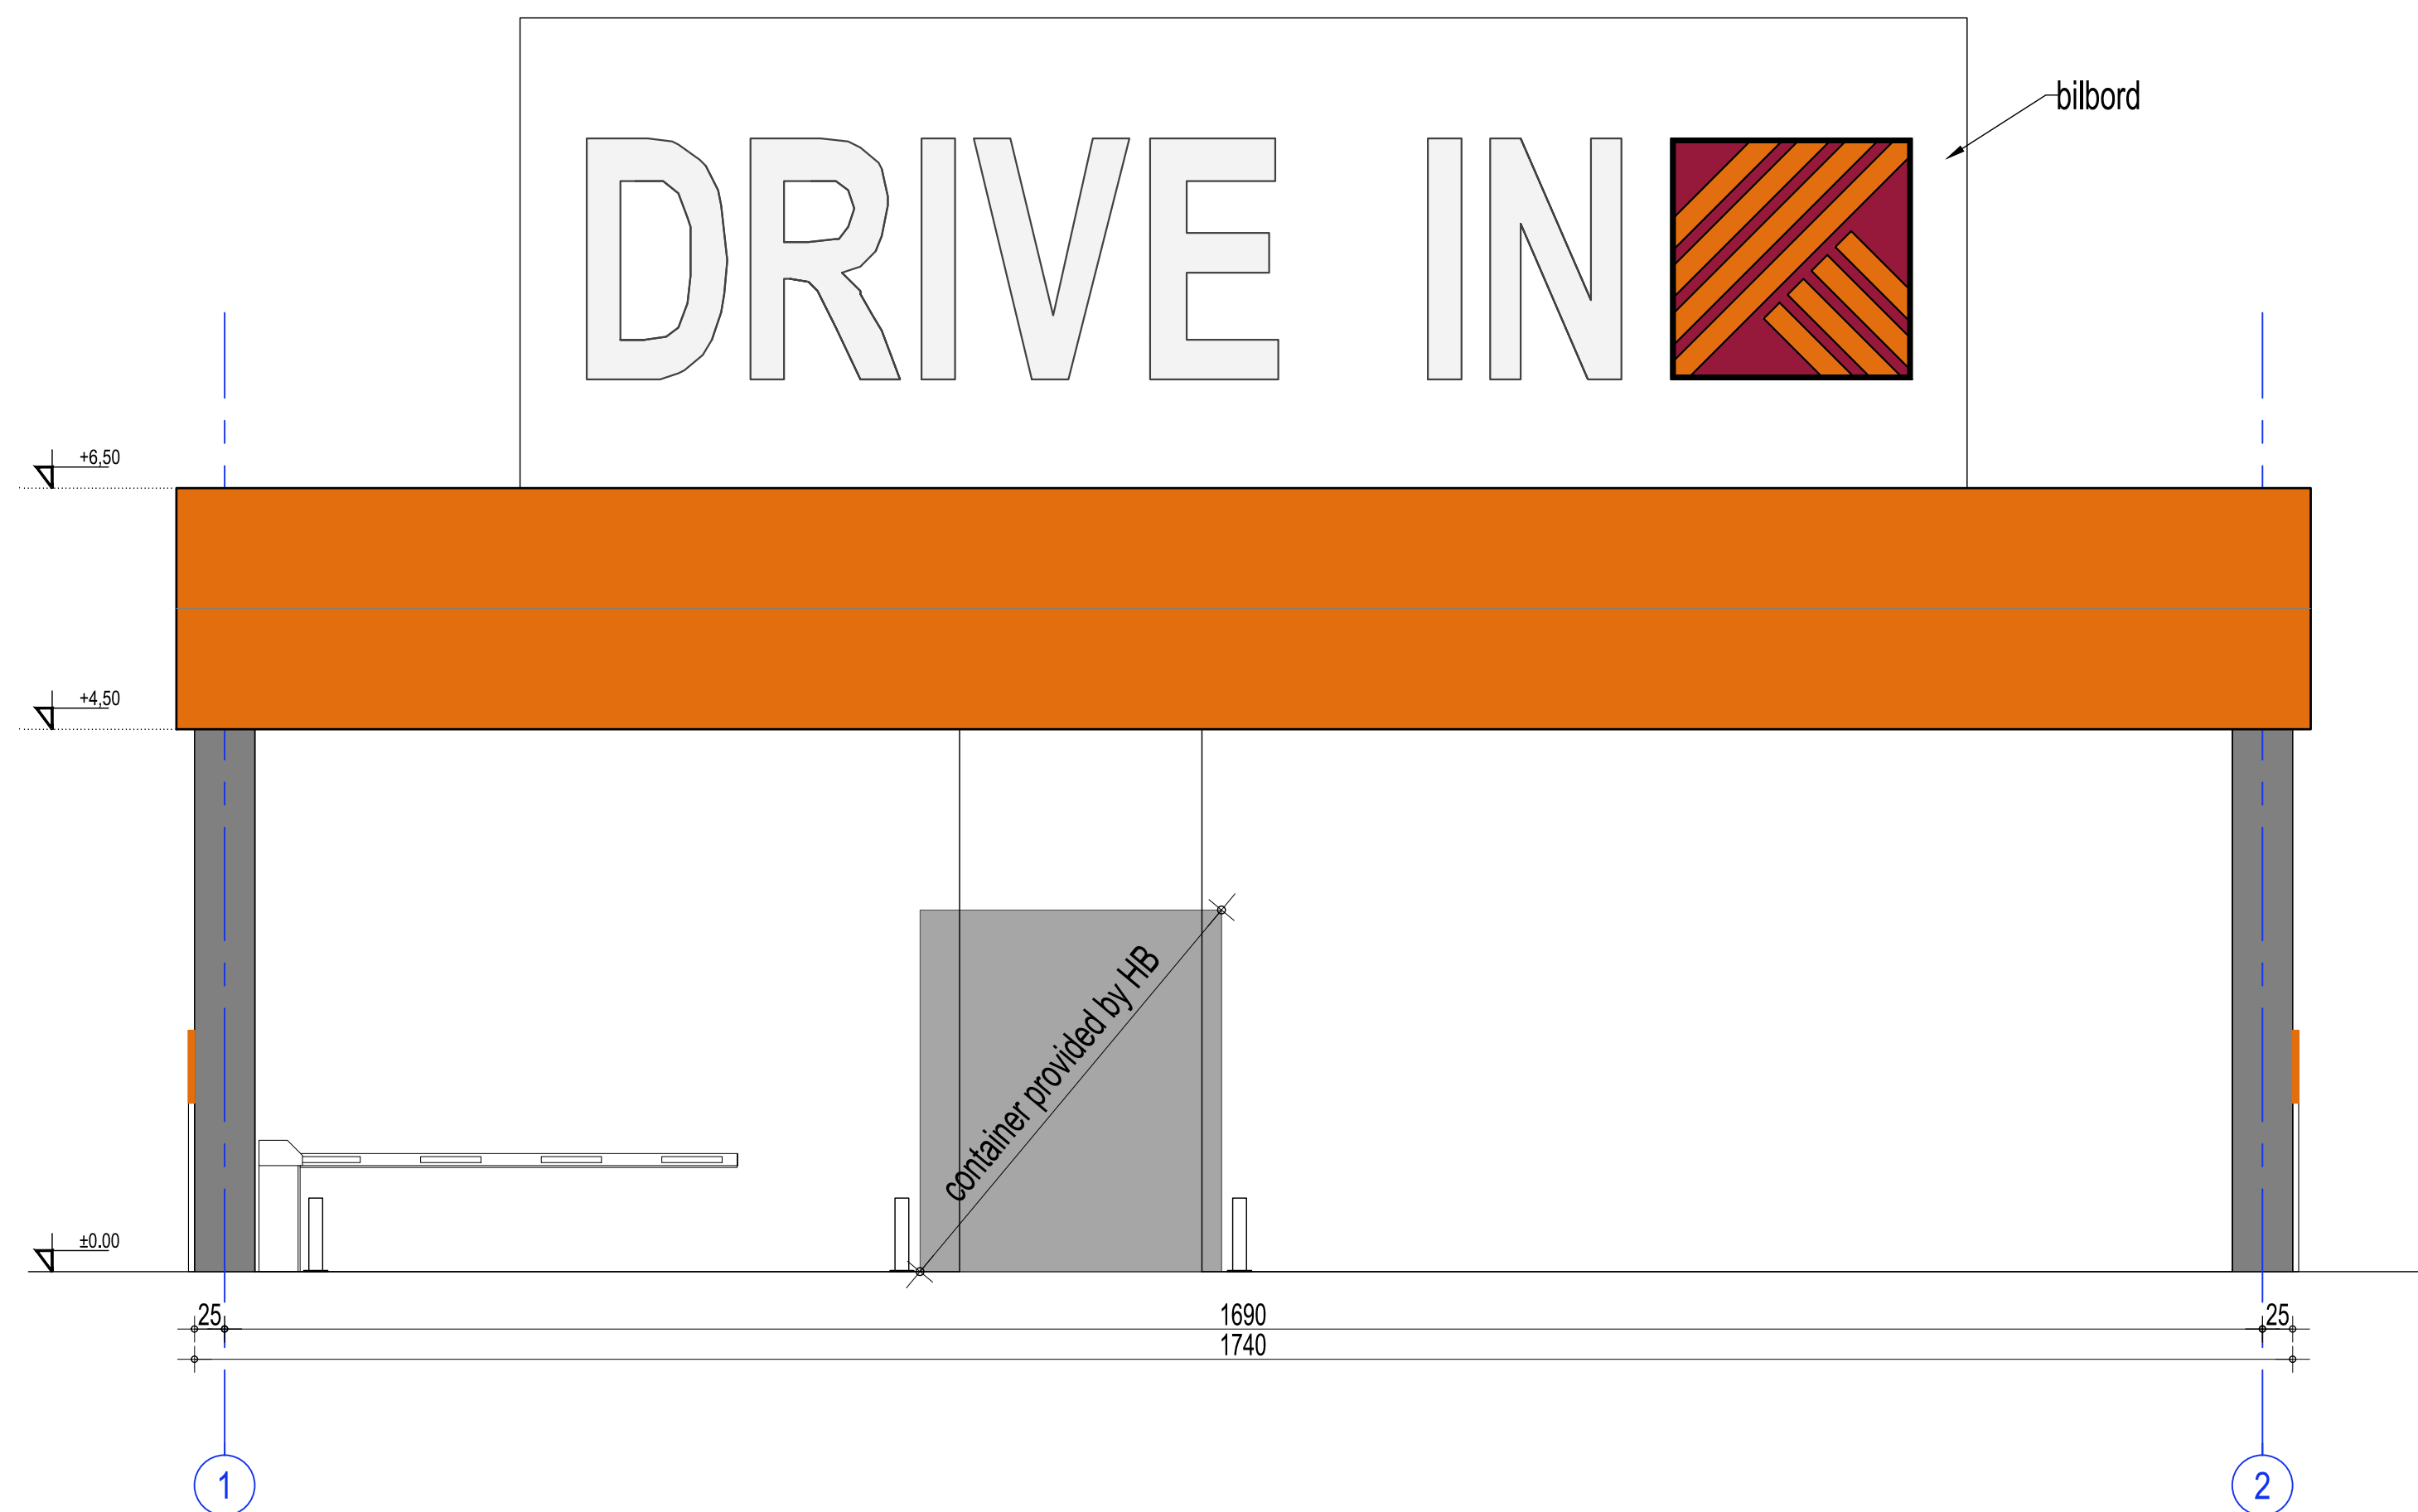 DRIVE IN
bilbord
+6,50
+4,50
container provided by HB
±0.00
25 1690 25
1740
1 2